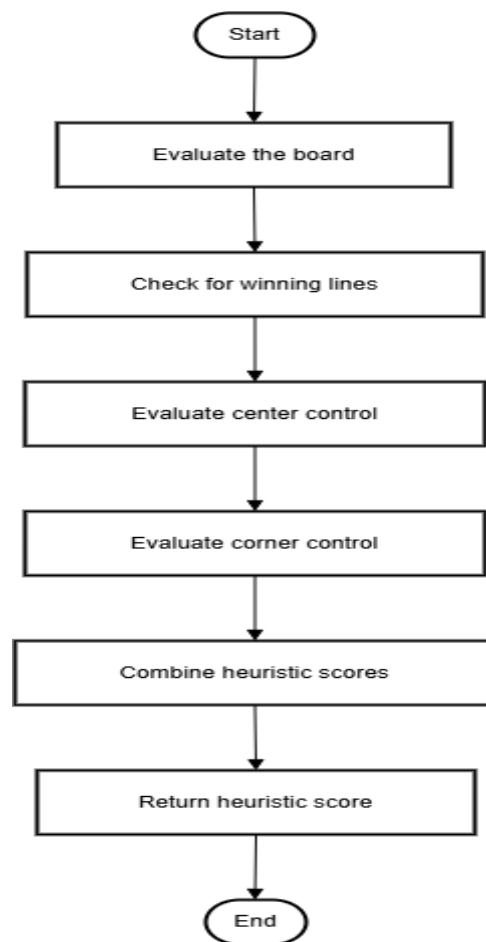 Start
Evaluate the board
Check for winning lines
Evaluate center control
Evaluate corner control
Combine heuristic scores
Return heuristic score
End